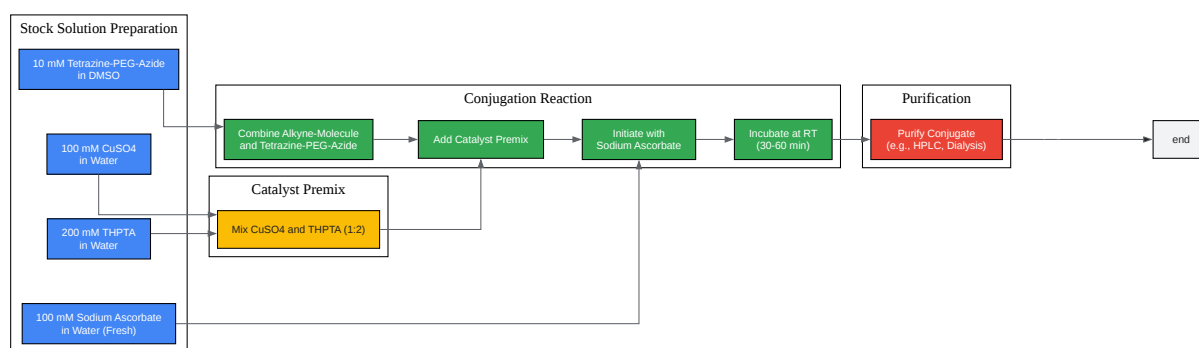 Stock Solution Preparation
10 mM Tetrazine-PEG-Azide
in DMSO
100 mM CuSO4
in Water
200 mM THPTA
in Water
100 mM Sodium Ascorbate
in Water (Fresh)
Conjugation Reaction
Combine Alkyne-Molecule
and Tetrazine-PEG-Azide
Add Catalyst Premix
Initiate with
Sodium Ascorbate
Incubate at RT
(30-60 min)
Catalyst Premix
Mix CuSO4 and THPTA (1:2)
Purification
Purify Conjugate
(e.g., HPLC, Dialysis)
end